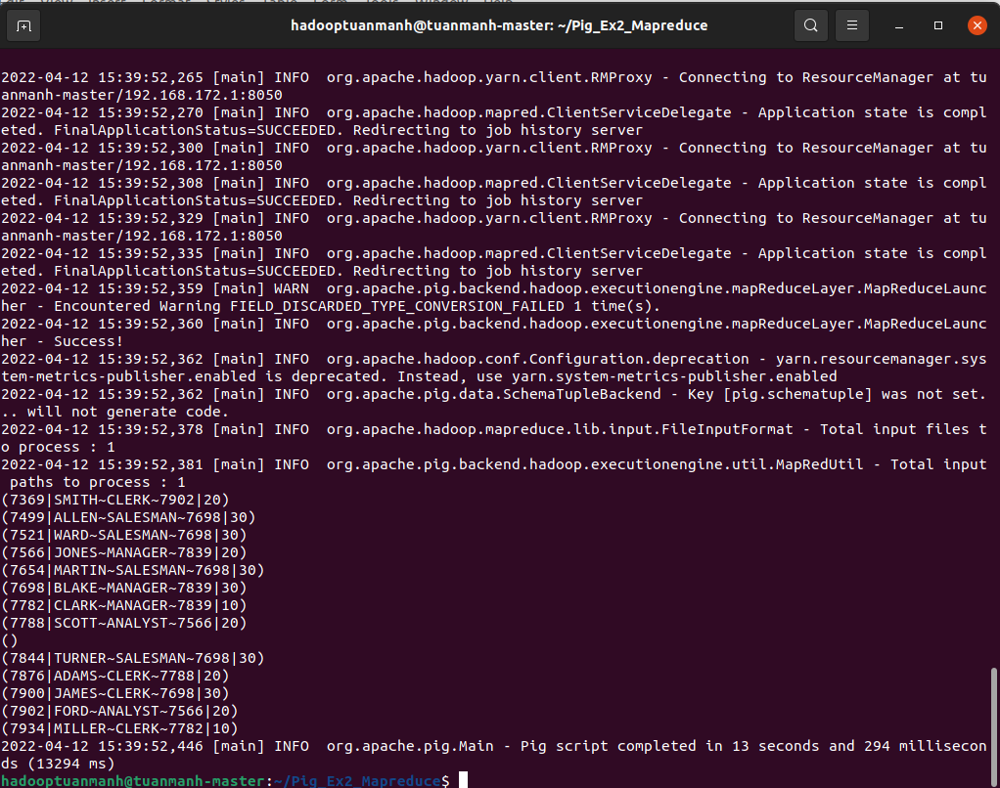 hadooptuanmanh@tuanmanh-master: ~/Pig_Ex2_Mapreduce
2022-04-12 15:39:52,265 [main] INFO  org.apache.hadoop.yarn.client.RMProxy - Connecting to ResourceManager at tu
anmanh-master/192.168.172.1:8050
2022-04-12 15:39:52,270 [main] INFO  org.apache.hadoop.mapred.ClientServiceDelegate - Application state is compl
eted. FinalApplicationStatus=SUCCEEDED. Redirecting to job history server
2022-04-12 15:39:52,300 [main] INFO  org.apache.hadoop.yarn.client.RMProxy - Connecting to ResourceManager at tu
anmanh-master/192.168.172.1:8050
2022-04-12 15:39:52,308 [main] INFO  org.apache.hadoop.mapred.ClientServiceDelegate - Application state is compl
eted. FinalApplicationStatus=SUCCEEDED. Redirecting to job history server
2022-04-12 15:39:52,329 [main] INFO  org.apache.hadoop.yarn.client.RMProxy - Connecting to ResourceManager at tu
anmanh-master/192.168.172.1:8050
2022-04-12 15:39:52,335 [main] INFO  org.apache.hadoop.mapred.ClientServiceDelegate - Application state is compl
eted. FinalApplicationStatus=SUCCEEDED. Redirecting to job history server
2022-04-12 15:39:52,359 [main] WARN  org.apache.pig.backend.hadoop.executionengine.mapReduceLayer.MapReduceLaunc
her - Encountered Warning FIELD_DISCARDED_TYPE_CONVERSION_FAILED 1 time(s).
2022-04-12 15:39:52,360 [main] INFO  org.apache.pig.backend.hadoop.executionengine.mapReduceLayer.MapReduceLaunc
her - Success!
2022-04-12 15:39:52,362 [main] INFO  org.apache.hadoop.conf.Configuration.deprecation - yarn.resourcemanager.sys
tem-metrics-publisher.enabled is deprecated. Instead, use yarn.system-metrics-publisher.enabled
2022-04-12 15:39:52,362 [main] INFO  org.apache.pig.data.SchemaTupleBackend - Key [pig.schematuple] was not set.
.. will not generate code.
2022-04-12 15:39:52,378 [main] INFO  org.apache.hadoop.mapreduce.lib.input.FileInputFormat - Total input files t
o process : 1
2022-04-12 15:39:52,381 [main] INFO  org.apache.pig.backend.hadoop.executionengine.util.MapRedUtil - Total input
 paths to process : 1
(7369|SMITH~CLERK~7902|20)
(7499|ALLEN~SALESMAN~7698|30)
(7521|WARD~SALESMAN~7698|30)
(7566|JONES~MANAGER~7839|20)
(7654|MARTIN~SALESMAN~7698|30)
(7698|BLAKE~MANAGER~7839|30)
(7782|CLARK~MANAGER~7839|10)
(7788|SCOTT~ANALYST~7566|20)
()
(7844|TURNER~SALESMAN~7698|30)
(7876|ADAMS~CLERK~7788|20)
(7900|JAMES~CLERK~7698|30)
(7902|FORD~ANALYST~7566|20)
(7934|MILLER~CLERK~7782|10)
2022-04-12 15:39:52,446 [main] INFO  org.apache.pig.Main - Pig script completed in 13 seconds and 294 millisecon
ds (13294 ms)
hadooptuanmanh@tuanmanh-master:~/Pig_Ex2_Mapreduce$